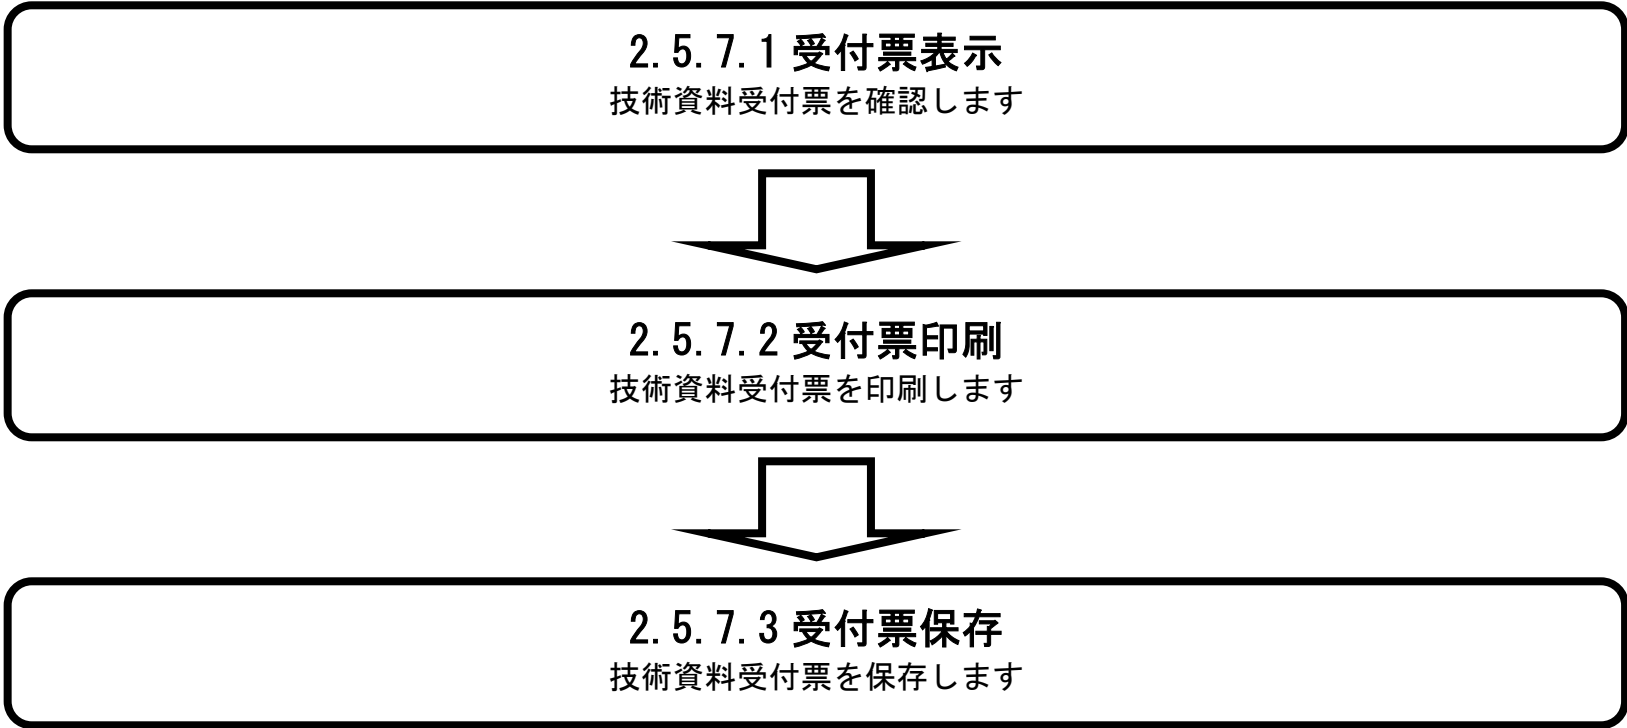 2.5.7.1 受付票表示
技術資料受付票を確認します
2.5.7.2 受付票印刷
技術資料受付票を印刷します
2.5.7.3 受付票保存
技術資料受付票を保存します